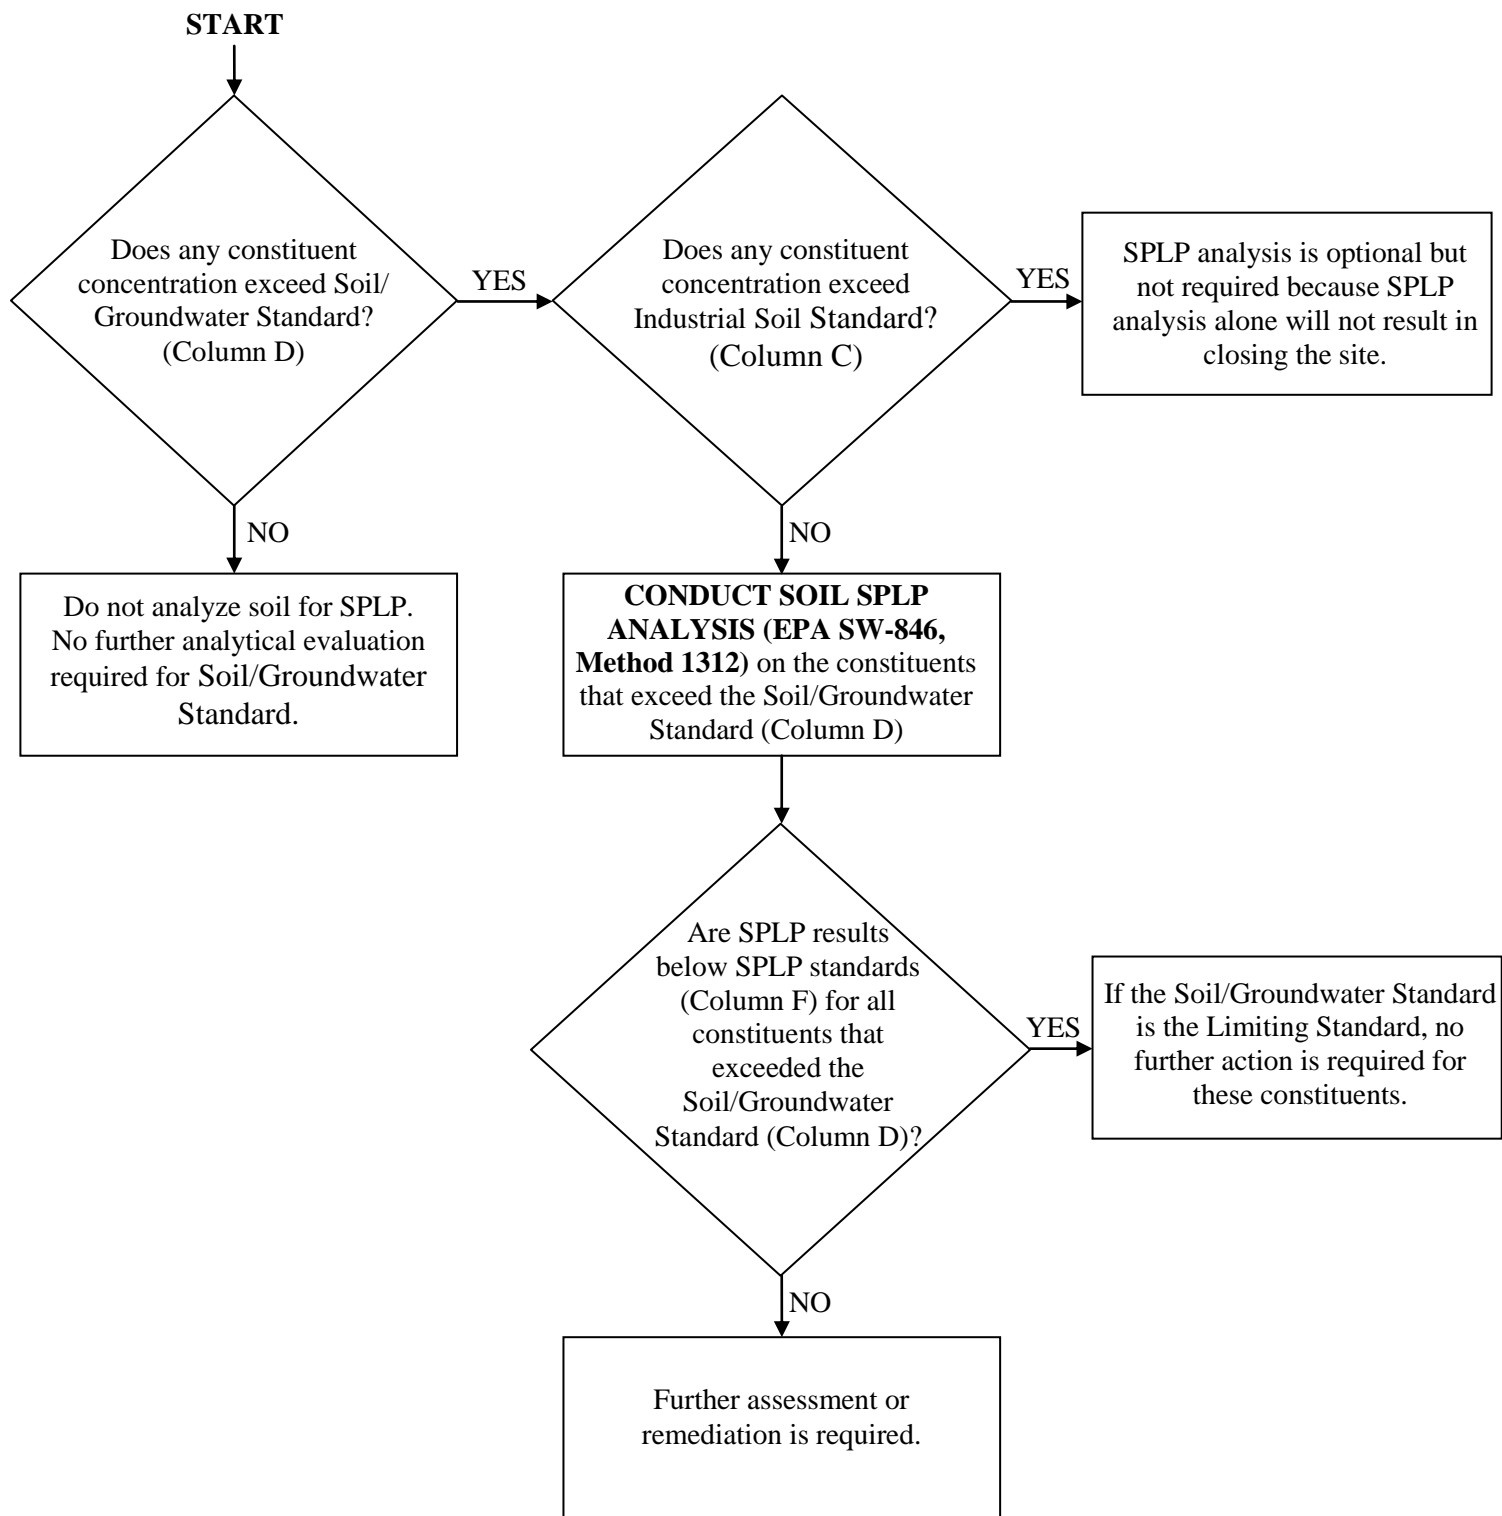 START
Does any constituent
concentration exceed Soil/
Groundwater Standard?
(Column D)
YES
Does any constituent
concentration exceed
Industrial Soil Standard?
(Column C)
YES
SPLP analysis is optional but
not required because SPLP
analysis alone will not result in
closing the site.
NO
Do not analyze soil for SPLP.
No further analytical evaluation
required for Soil/Groundwater
Standard.
NO
CONDUCT SOIL SPLP
ANALYSIS (EPA SW-846,
Method 1312) on the constituents
that exceed the Soil/Groundwater
Standard (Column D)
Are SPLP results
below SPLP standards
(Column F) for all
constituents that
exceeded the
Soil/Groundwater
Standard (Column D)?
YES
If the Soil/Groundwater Standard
is the Limiting Standard, no
further action is required for
these constituents.
NO
Further assessment or
remediation is required.